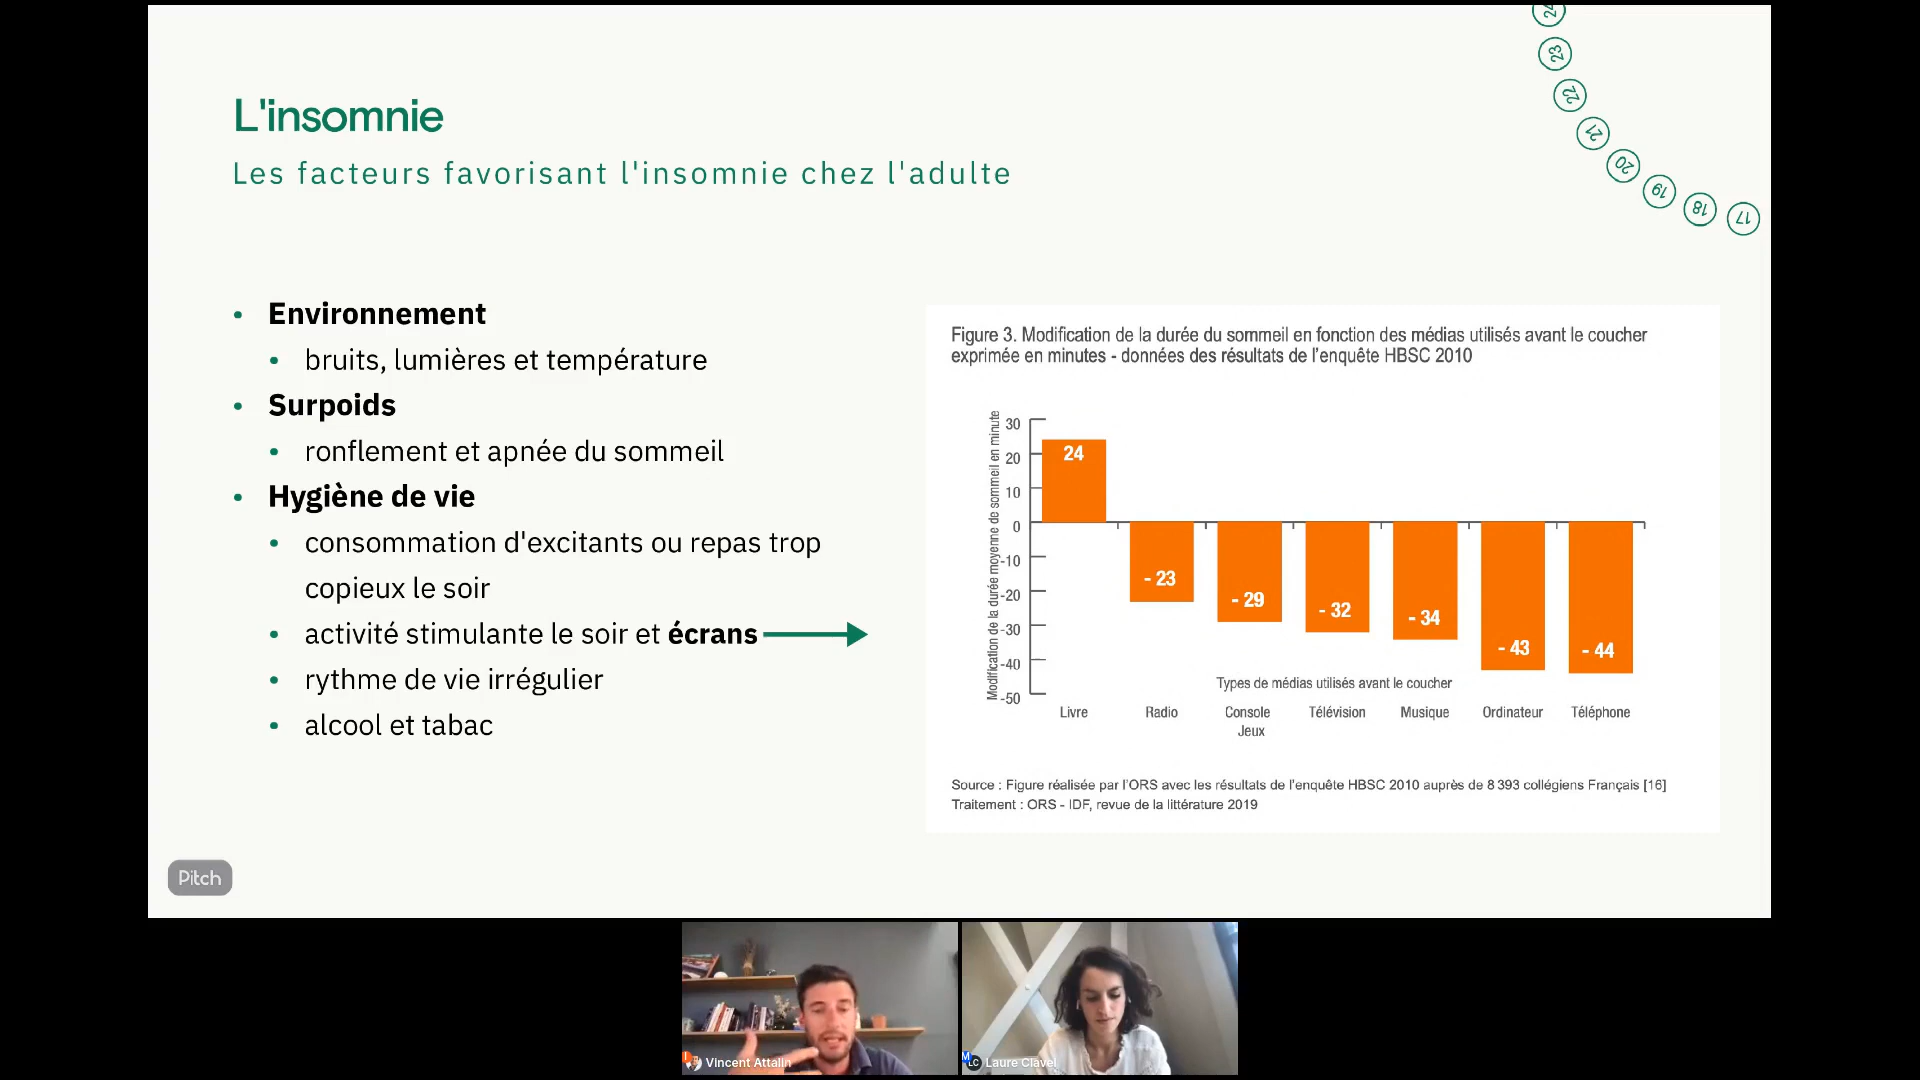 24
23
22
21
20
19
18
17
L'insomnie
Les facteurs favorisant l'insomnie chez l'adulte
• Environnement
• bruits, lumières et température
• Surpoids
• ronflement et apnée du sommeil
• Hygiène de vie
• consommation d'excitants ou repas trop
copieux le soir
• activité stimulante le soir et écrans
• rythme de vie irrégulier
• alcool et tabac
Figure 3. Modification de la durée du sommeil en fonction des médias utilisés avant le coucher
exprimée en minutes - données des résultats de l'enquête HBSC 2010
Modification de la durée moyenne de sommeil en minute
30
20
10
0
-10
-20
-30
-40
-50
24
- 23
- 29
- 32
- 34
- 43
- 44
Types de médias utilisés avant le coucher
Livre Radio Console Télévision Musique Ordinateur Téléphone
Jeux
Source : Figure réalisée par l'ORS avec les résultats de l'enquête HBSC 2010 auprès de 8 393 collégiens Français [16]
Traitement : ORS - IDF, revue de la littérature 2019
Pitch
Vincent Attalin
M
LC
Laure Clavel